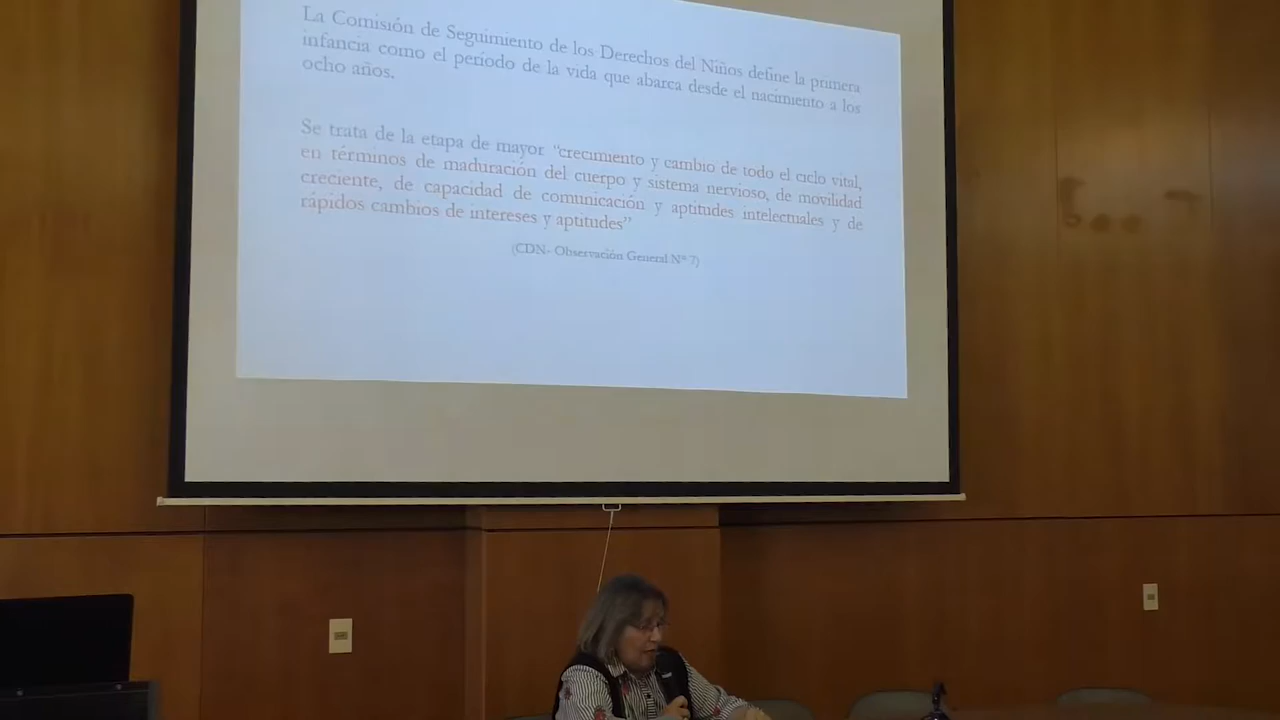 La Comisión de Seguimiento de los Derechos del Niños define la primera
infancia como el periodo de la vida que abarca desde el nacimiento a los
ocho años.
Se trata de la etapa de mayor "crecimiento y cambio de todo el ciclo vital,
en términos de maduración del cuerpo y sistema nervioso, de movilidad
creciente, de capacidad de comunicación y aptitudes intelectuales y de
rápidos cambios de intereses y aptitudes"
(CDN- Observación General N° 7)